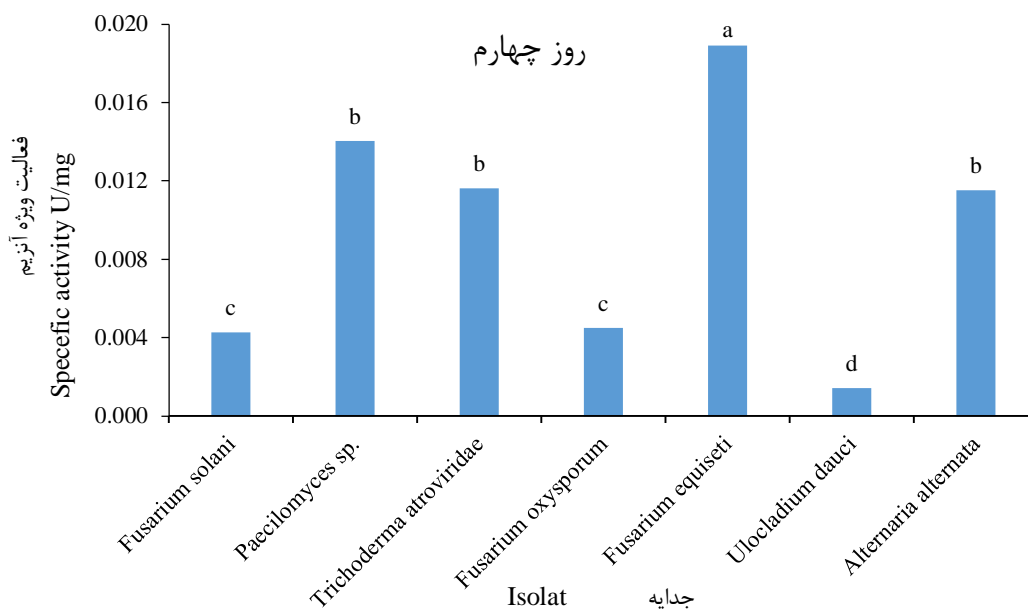 روز چهارم
فعالیت ویژه آنزیم
Specefic activity U/mg
0.020
0.016
0.012
0.008
0.004
0.000
c
b
b
c
a
d
b
Fusarium solani
Paecilomyces sp.
Trichoderma atroviridae
Fusarium oxysporum
Fusarium equiseti
Ulocladium dauci
Alternaria alternata
Isolat جدایه